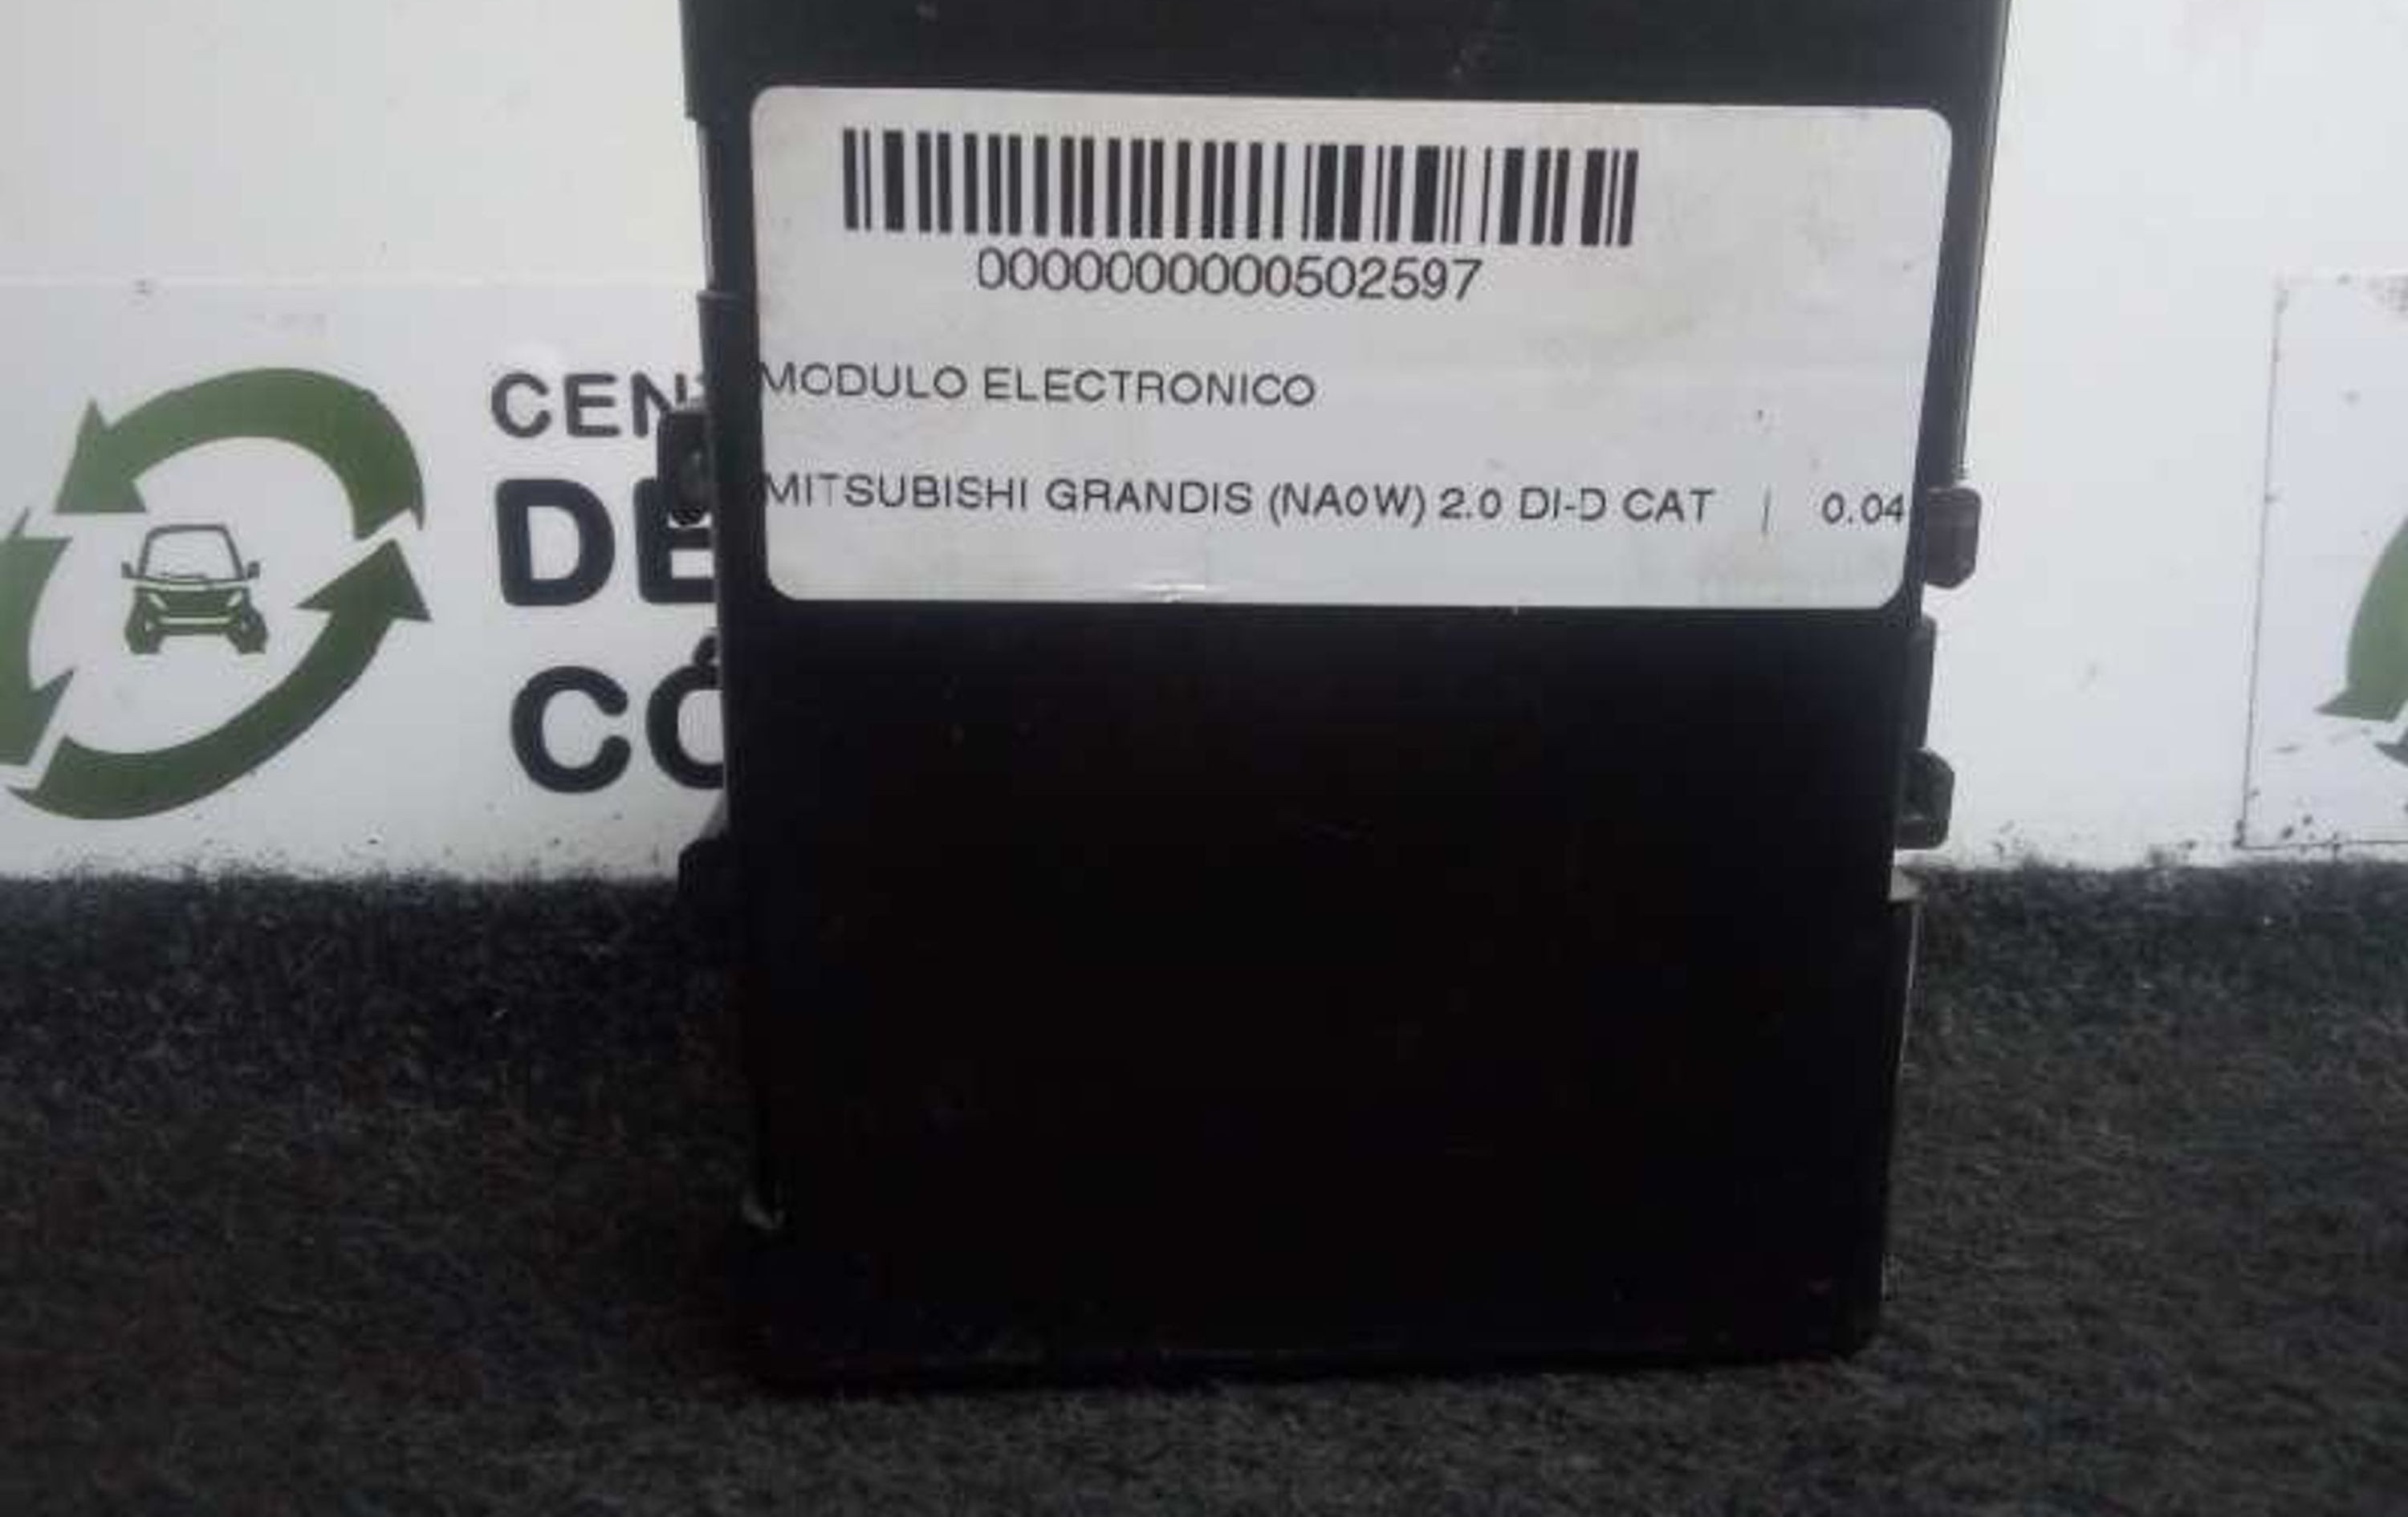 0000000000502597
MODULO ELECTRONICO
MITSUBISHI GRANDIS (NA0W) 2.0 DI-D CAT | 0.04
CEN
DE
CÓ